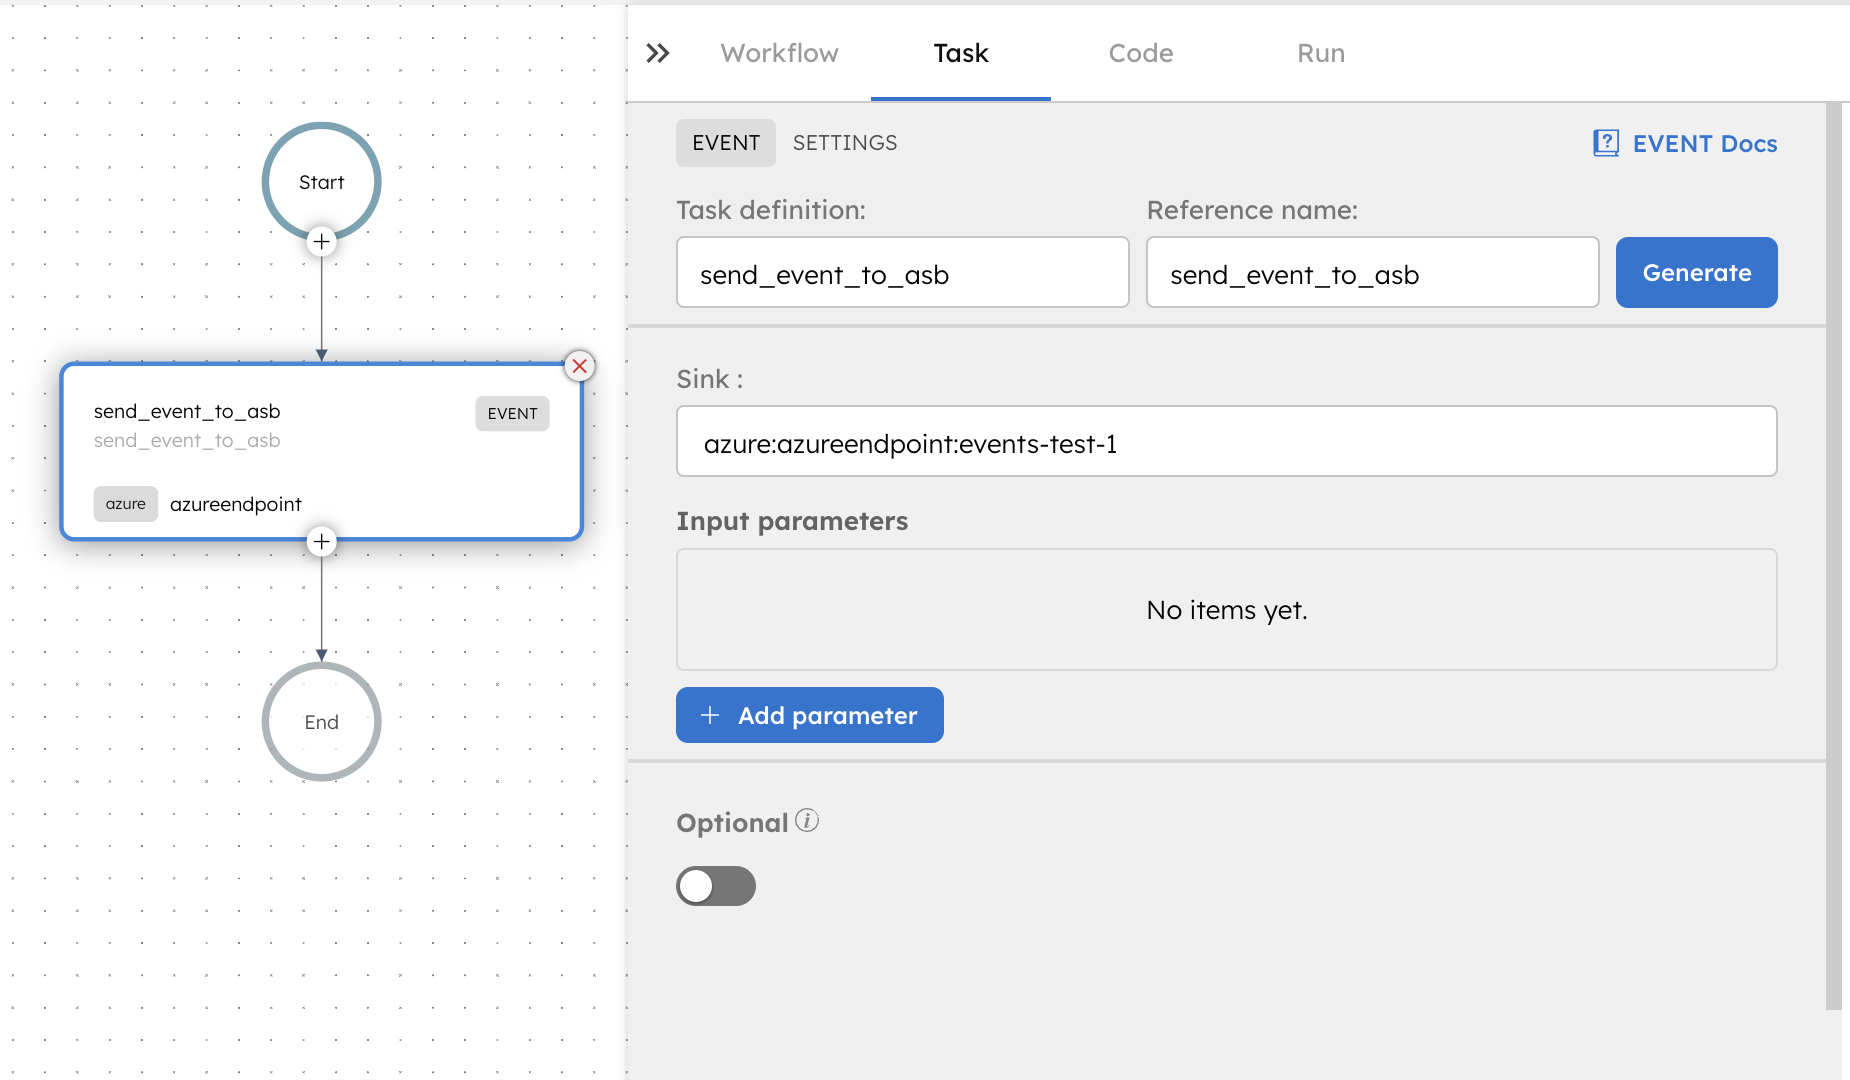 Start
send_event_to_asb
EVENT
send_event_to_asb
azure azureendpoint
End
Workflow Task Code Run
EVENT SETTINGS
EVENT Docs
Task definition:
Reference name:
send_event_to_asb
send_event_to_asb
Generate
Sink :
azure:azureendpoint:events-test-1
Input parameters
No items yet.
+ Add parameter
Optional